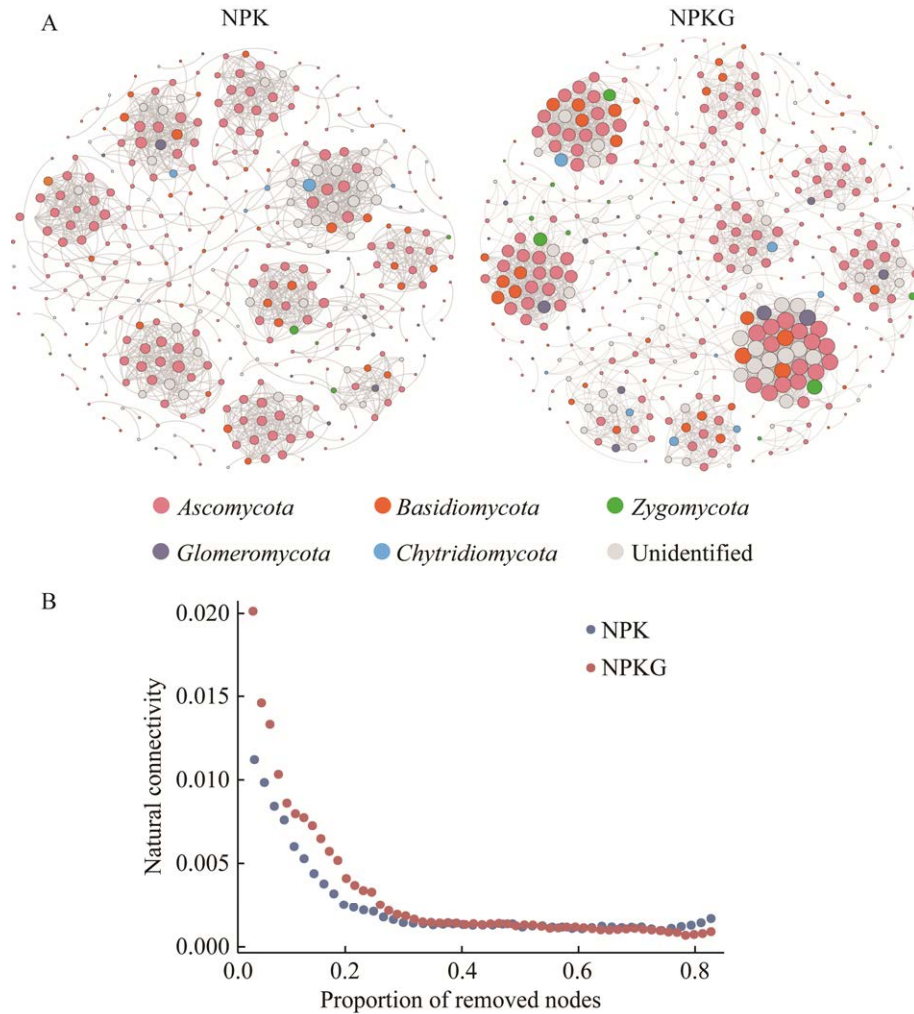 A
NPK
NPKG
Ascomycota
Basidiomycota
Zygomycota
Glomeromycota
Chytridiomycota
Unidentified
B
0.020
0.015
0.010
0.005
0.000
Natural connectivity
NPK
NPKG
0.0 0.2 0.4 0.6 0.8
Proportion of removed nodes